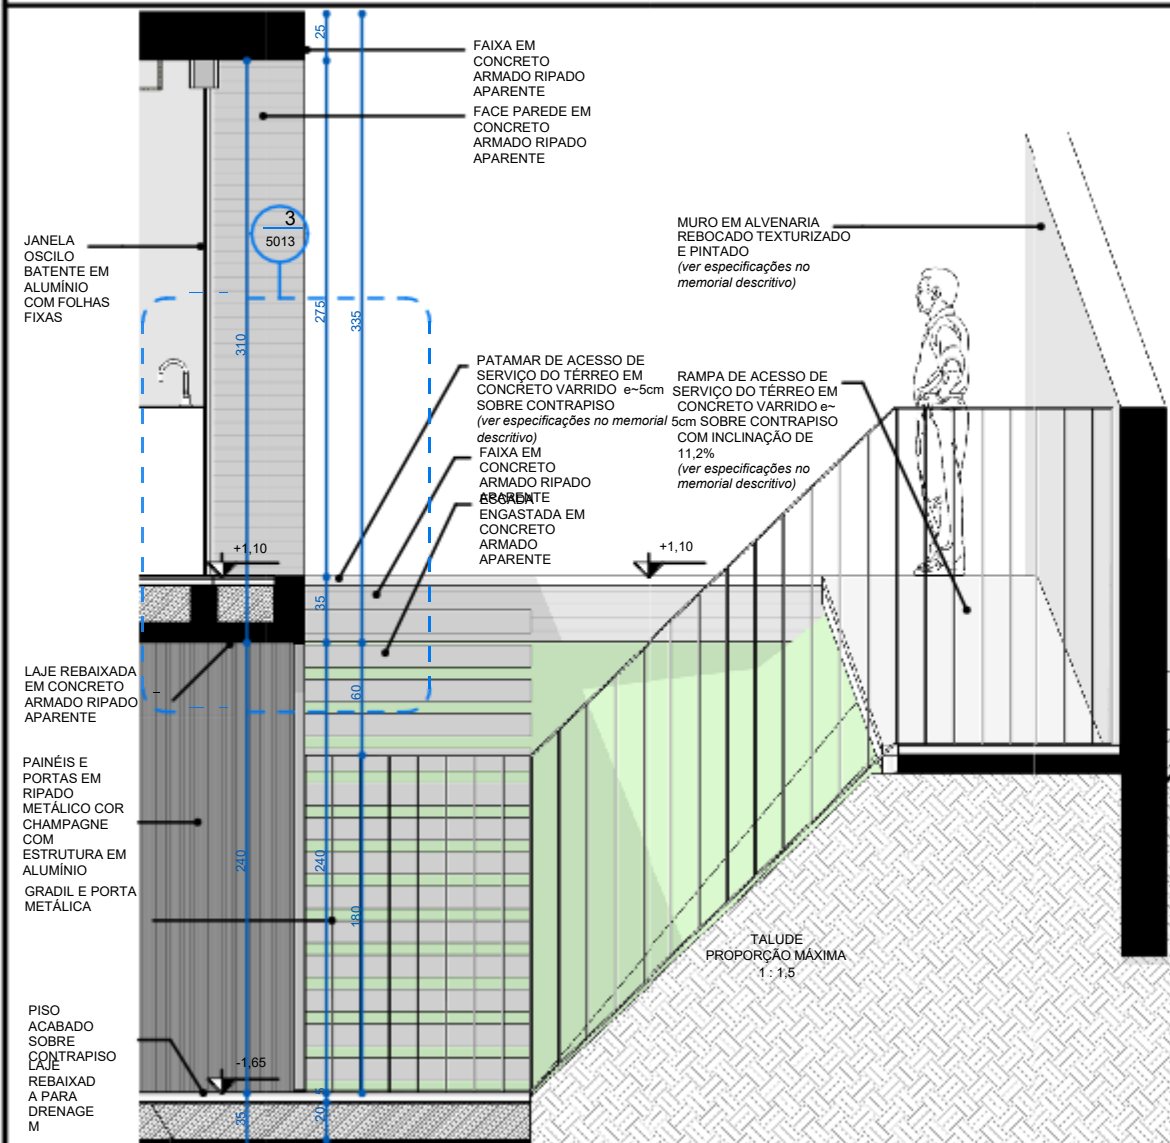 25
FAIXA EM
CONCRETO
ARMADO RIPADO
APARENTE
FACE PAREDE EM
CONCRETO
ARMADO RIPADO
APARENTE
3
5013
JANELA
OSCILO
BATENTE EM
ALUMÍNIO
COM FOLHAS
FIXAS
MURO EM ALVENARIA
REBOCADO TEXTURIZADO
E PINTADO
(ver especificações no
memorial descritivo)
310
275
335
PATAMAR DE ACESSO DE
SERVIÇO DO TÉRREO EM
CONCRETO VARRIDO e~5cm
SOBRE CONTRAPISO
(ver especificações no memorial
descritivo)
RAMPA DE ACESSO DE
SERVIÇO DO TÉRREO EM
CONCRETO VARRIDO e~
5cm SOBRE CONTRAPISO
COM INCLINAÇÃO DE
11,2%
(ver especificações no
memorial descritivo)
FAIXA EM
CONCRETO
ARMADO RIPADO
APARENTE
ESCADA
ENGASTADA EM
CONCRETO
ARMADO
APARENTE
+1,10
+1,10
35
60
LAJE REBAIXADA
EM CONCRETO
ARMADO RIPADO
APARENTE
PAINÉIS E
PORTAS EM
RIPADO
METÁLICO COR
CHAMPAGNE
COM
ESTRUTURA EM
ALUMÍNIO
240
240
180
GRADIL E PORTA
METÁLICA
TALUDE
PROPORÇÃO MÁXIMA
1 : 1,5
PISO
ACABADO
SOBRE
CONTRAPISO
-1,65
LAJE
REBAIXAD
A PARA
DRENAGE
M
35
20
5